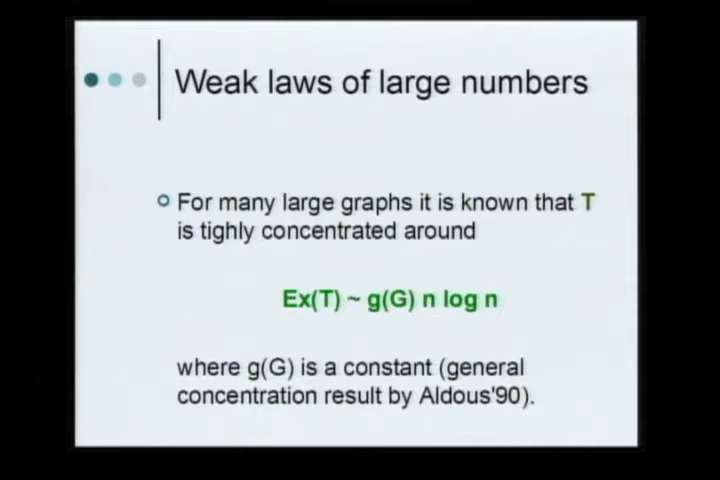 Weak laws of large numbers
For many large graphs it is known that T
is tighly concentrated around
Ex(T) ~ g(G) n log n
where g(G) is a constant (general
concentration result by Aldous'90).